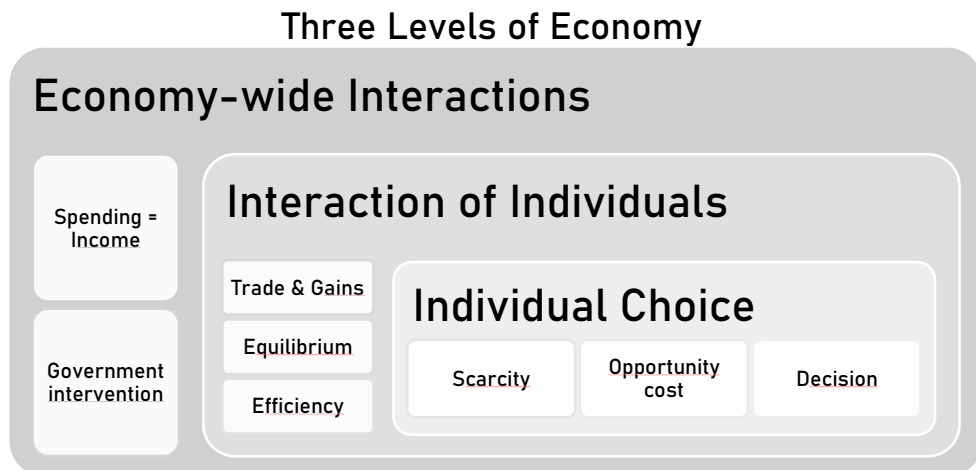 Three Levels of Economy
Economy-wide Interactions
Spending =
Income
Government
intervention
Interaction of Individuals
Trade & Gains
Equilibrium
Efficiency
Individual Choice
Scarcity
Opportunity
cost
Decision